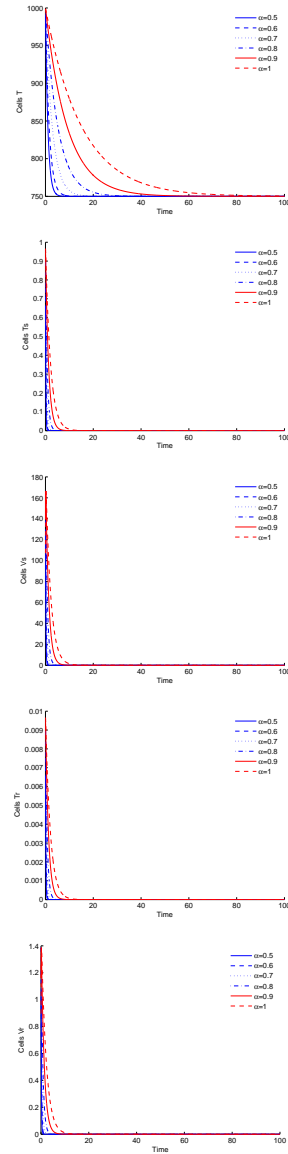 1000
950
900
850
800
750
Cells T
0
20
40
60
80
100
Time
α=0.5
α=0.6
α=0.7
α=0.8
α=0.9
α=1
1
0.9
0.8
0.7
0.6
0.5
0.4
0.3
0.2
0.1
0
Cells Ts
0
20
40
60
80
100
Time
α=0.5
α=0.6
α=0.7
α=0.8
α=0.9
α=1
180
160
140
120
100
80
60
40
20
0
Cells Vs
0
20
40
60
80
100
Time
α=0.5
α=0.6
α=0.7
α=0.8
α=0.9
α=1
0.01
0.009
0.008
0.007
0.006
0.005
0.004
0.003
0.002
0.001
0
Cells Tr
0
20
40
60
80
100
Time
α=0.5
α=0.6
α=0.7
α=0.8
α=0.9
α=1
1.4
1.2
1
0.8
0.6
0.4
0.2
0
Cells Vr
0
20
40
60
80
100
Time
α=0.5
α=0.6
α=0.7
α=0.8
α=0.9
α=1